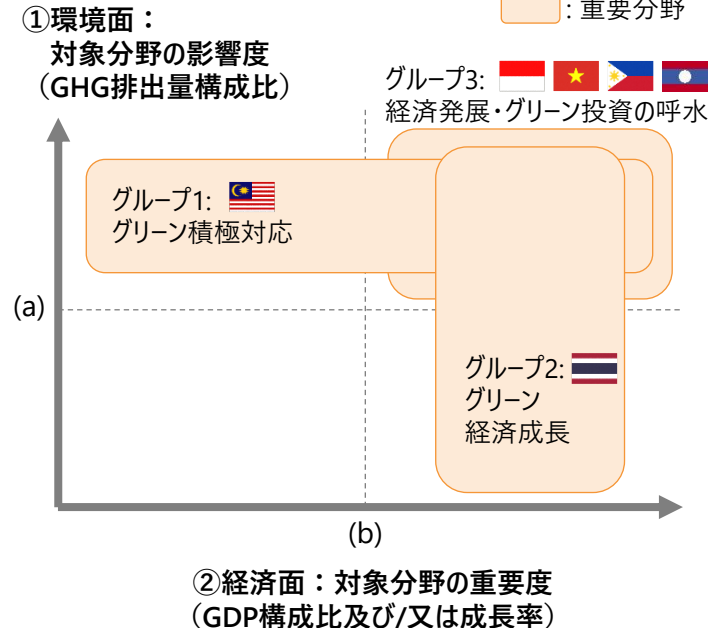 ①環境面：
対象分野の影響度
（GHG排出量構成比）
: 重要分野
グループ3:
経済発展・グリーン投資の呼水
グループ1:
グリーン積極対応
(a)
グループ2:
グリーン
経済成長
(b)
②経済面：対象分野の重要度
（GDP構成比及び/又は成長率）